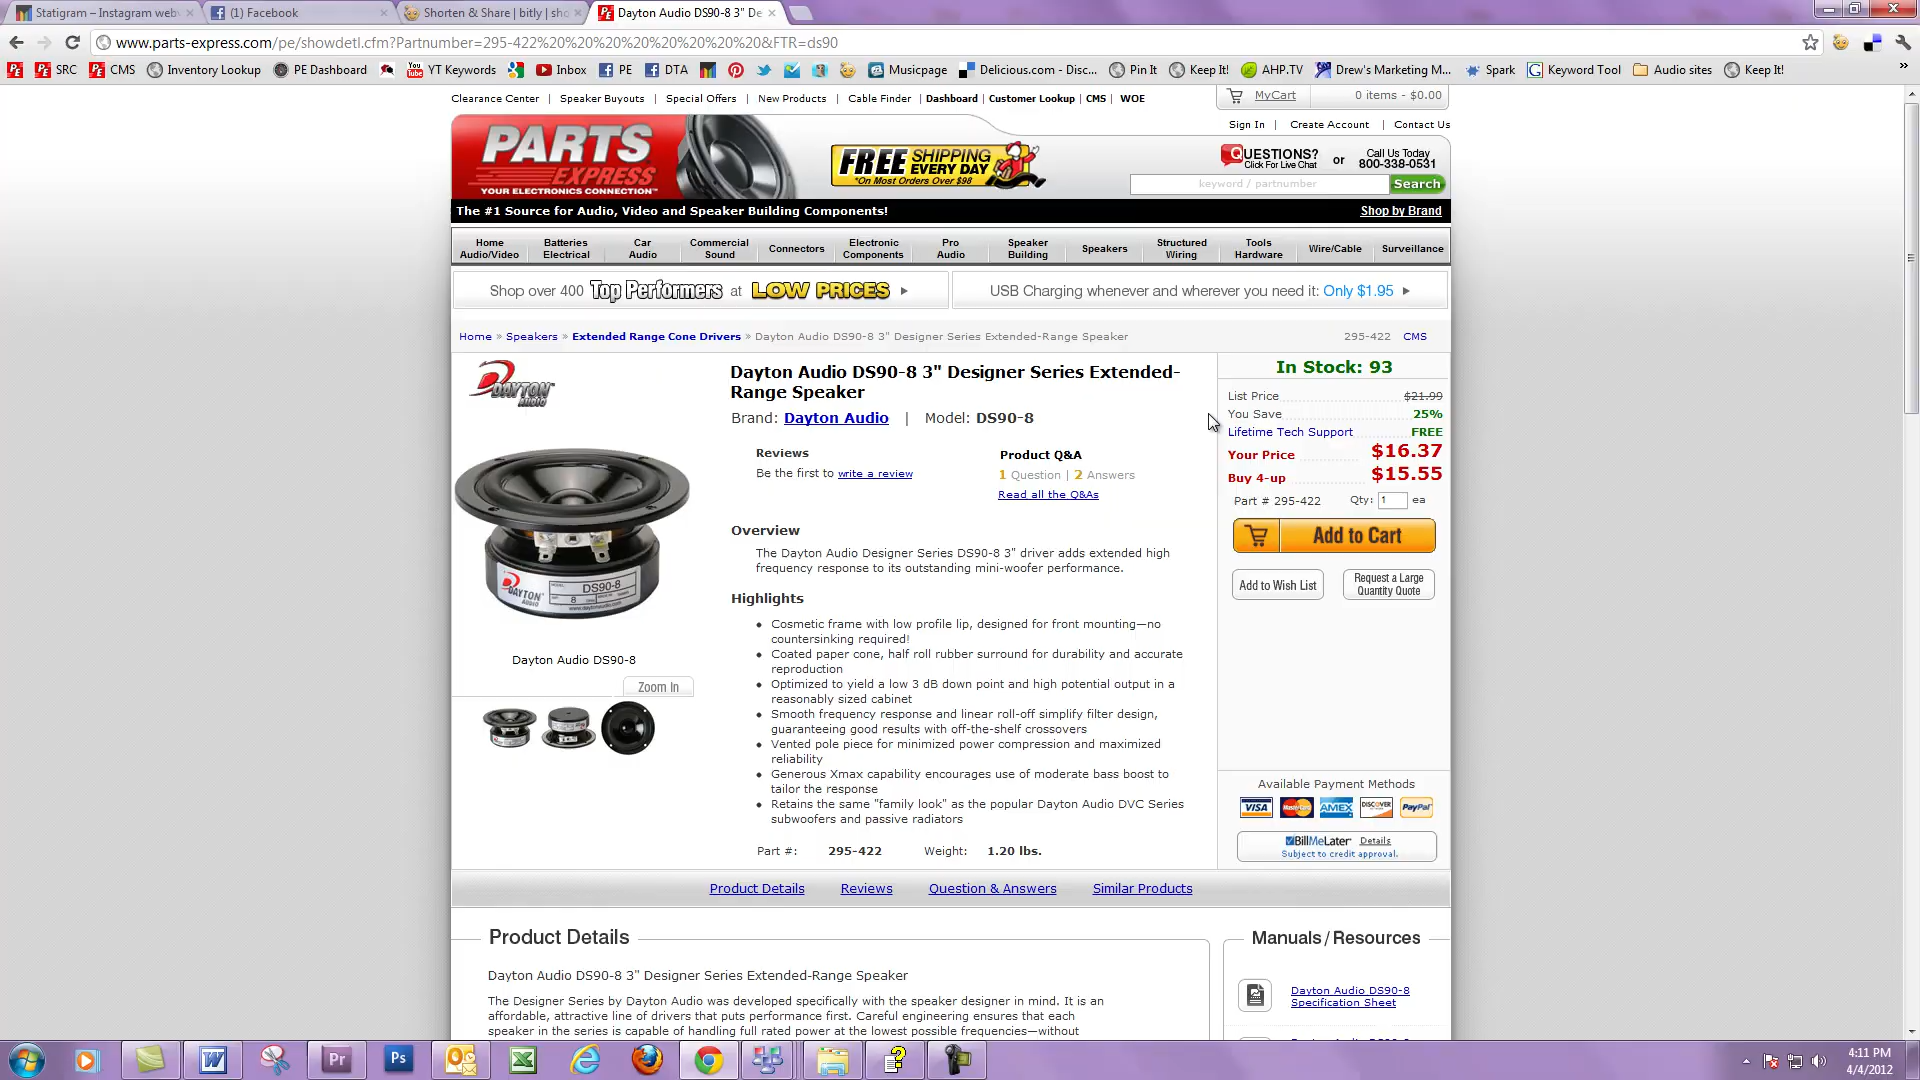 Statigram – Instagram webv
(1) Facebook
Shorten & Share | bitly | sho
Dayton Audio DS90-8 3" De
www.parts-express.com/pe/showdetl.cfm?Partnumber=295-422%20%20%20%20%20%20%20%20&FTR=ds90
SRC CMS Inventory Lookup PE Dashboard YT Keywords Inbox PE DTA Musicpage Delicious.com - Disc... Pin It Keep It! AHP.TV Drew's Marketing M... Spark Keyword Tool Audio sites Keep It! »
Clearance Center | Speaker Buyouts | Special Offers | New Products | Cable Finder | Dashboard | Customer Lookup | CMS | WOE
MyCart 0 items - $0.00
Sign In | Create Account | Contact Us
PARTS EXPRESS
YOUR ELECTRONICS CONNECTION™
FREE SHIPPING EVERY DAY
*On Most Orders Over $98
QUESTIONS? Click For Live Chat or Call Us Today 800-338-0531
keyword / partnumber Search
The #1 Source for Audio, Video and Speaker Building Components!
Shop by Brand
Home Audio/Video
Batteries Electrical
Car Audio
Commercial Sound
Connectors
Electronic Components
Pro Audio
Speaker Building
Speakers
Structured Wiring
Tools Hardware
Wire/Cable
Surveillance
Shop over 400 Top Performers at LOW PRICES
USB Charging whenever and wherever you need it: Only $1.95
Home » Speakers » Extended Range Cone Drivers » Dayton Audio DS90-8 3" Designer Series Extended-Range Speaker
295-422 CMS
DAYTON AUDIO™
Dayton Audio DS90-8 3" Designer Series Extended-
Range Speaker
Brand: Dayton Audio | Model: DS90-8
Reviews
Be the first to write a review
Product Q&A
1 Question | 2 Answers
Read all the Q&As
Overview
The Dayton Audio Designer Series DS90-8 3" driver adds extended high
frequency response to its outstanding mini-woofer performance.
Highlights
Cosmetic frame with low profile lip, designed for front mounting—no
countersinking required!
Coated paper cone, half roll rubber surround for durability and accurate
reproduction
Optimized to yield a low 3 dB down point and high potential output in a
reasonably sized cabinet
Smooth frequency response and linear roll-off simplify filter design,
guaranteeing good results with off-the-shelf crossovers
Vented pole piece for minimized power compression and maximized
reliability
Generous Xmax capability encourages use of moderate bass boost to
tailor the response
Retains the same "family look" as the popular Dayton Audio DVC Series
subwoofers and passive radiators
Part #: 295-422 Weight: 1.20 lbs.
DAYTON AUDIO DS90-8 8
Dayton Audio DS90-8
Zoom In
In Stock: 93
List Price $21.99
You Save 25%
Lifetime Tech Support FREE
Your Price $16.37
Buy 4-up $15.55
Part # 295-422 Qty: 1 ea
Add to Cart
Add to Wish List
Request a Large Quantity Quote
Available Payment Methods
VISA MasterCard AMEX DISCOVER PayPal
BillMeLater Details
Subject to credit approval.
Product Details Reviews Question & Answers Similar Products
Product Details
Dayton Audio DS90-8 3" Designer Series Extended-Range Speaker
The Designer Series by Dayton Audio was developed specifically with the speaker designer in mind. It is an
affordable, attractive line of drivers that puts performance first. Careful engineering ensures that each
speaker in the series is capable of handling full rated power at the lowest possible frequencies—without
Manuals/Resources
Dayton Audio DS90-8
Specification Sheet
Pr
Ps
4:11 PM
4/4/2012